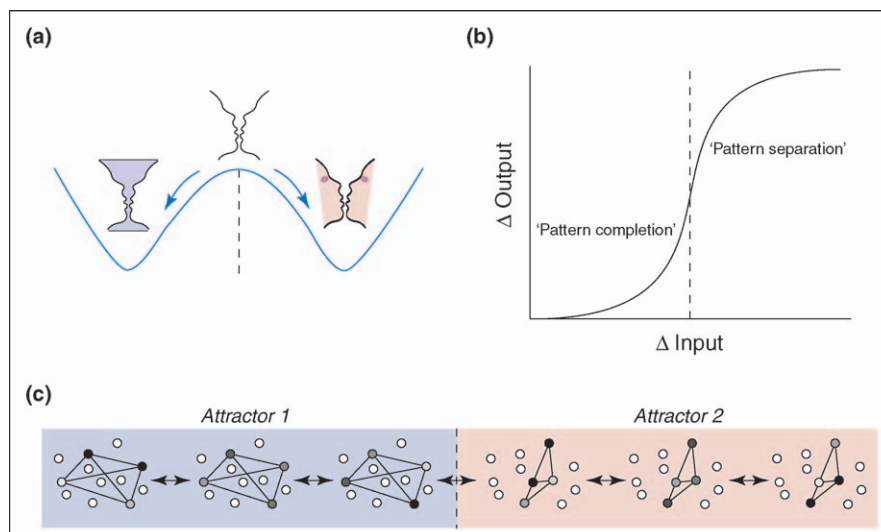 (a)
(b)
Δ Output
'Pattern separation'
'Pattern completion'
Δ Input
(c)
Attractor 1
Attractor 2